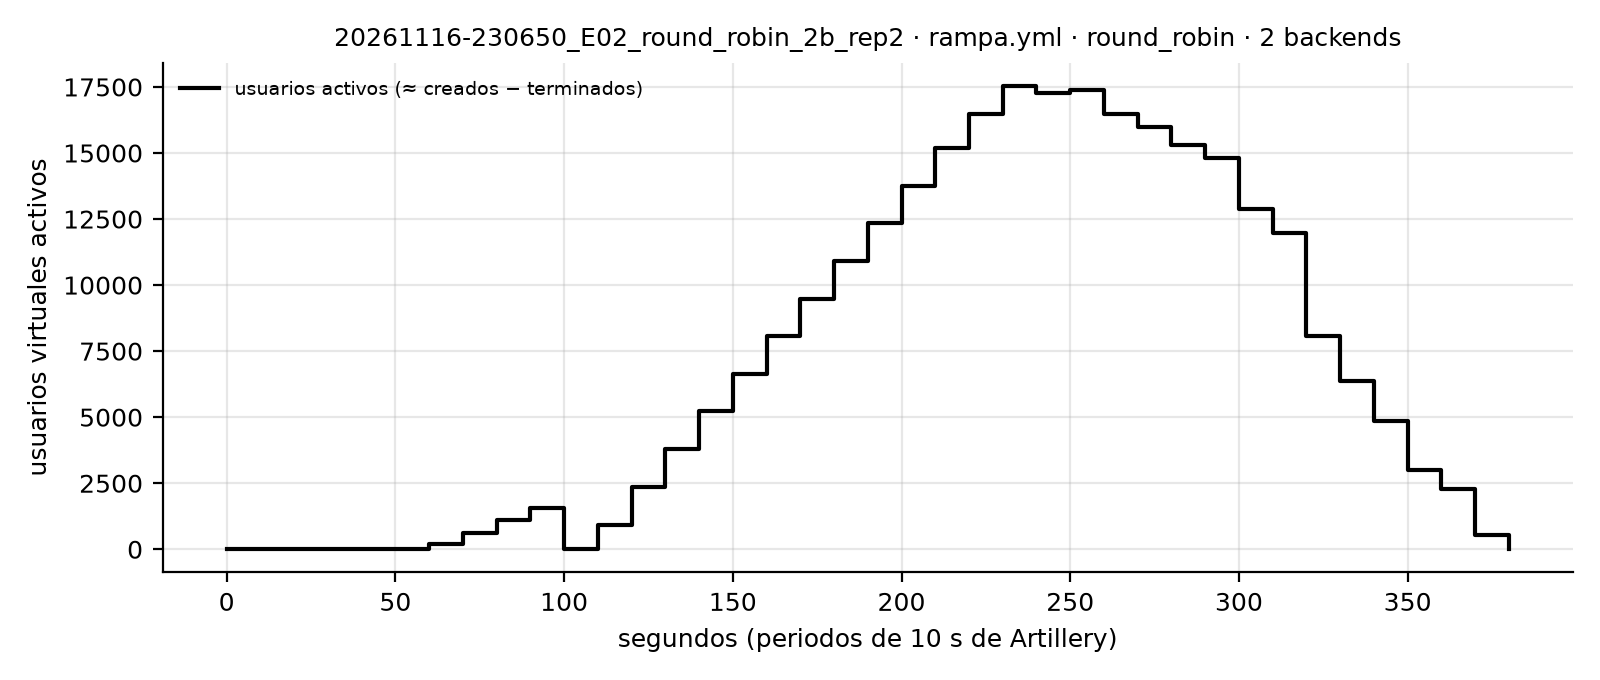 20261116-230650_E02_round_robin_2b_rep2 · rampa.yml · round_robin · 2 backends
usuarios activos (≈ creados − terminados)
usuarios virtuales activos
17500
15000
12500
10000
7500
5000
2500
0
0 50 100 150 200 250 300 350
segundos (periodos de 10 s de Artillery)